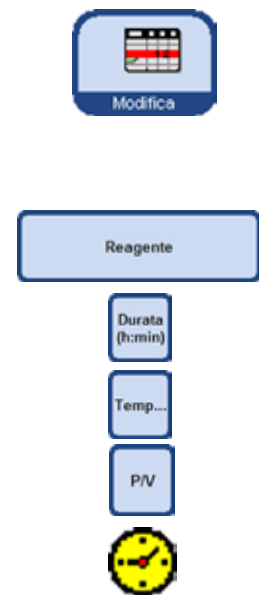 Modifica
Reagente
Durata
(h:min)
Temp...
P/V